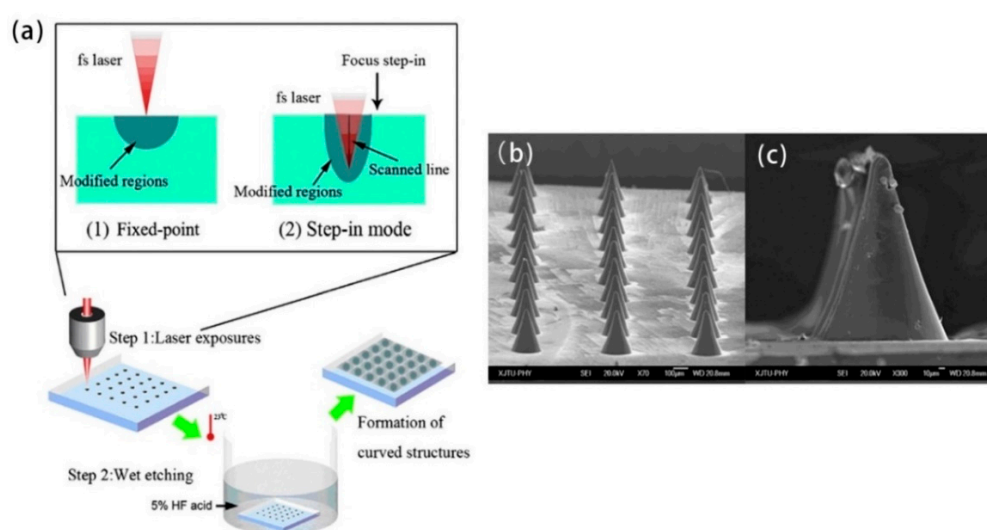 (a)
fs laser
Focus step-in
fs laser
Modified regions
Scanned line
Modified regions
(1) Fixed-point
(2) Step-in mode
Step 1:Laser exposures
23℃
Formation of
curved structures
Step 2:Wet etching
5% HF acid
(b)
XJTU-PHY SEI 20.0kV X70 100μm WD 20.8mm
(c)
XJTU-PHY SEI 20.0kV X300 10μm WD 20.8mm